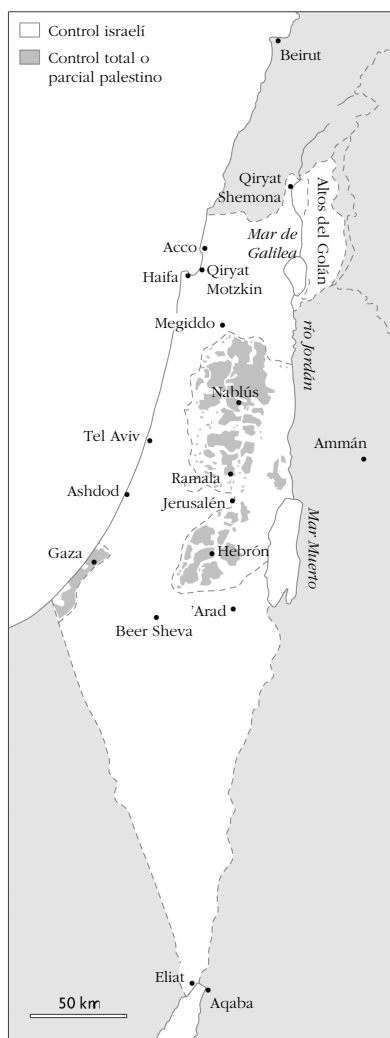 Control israelí
Control total o
parcial palestino
Beirut
Qiryat
Shemona
Altos del Golán
Mar de
Galilea
Acco
Qiryat
Motzkin
Haifa
Megiddo
río Jordán
Nablús
Tel Aviv
Ammán
Ramala
Ashdod
Jerusalén
Mar Muerto
Gaza
Hebrón
'Arad
Beer Sheva
Eliat
50 km
Aqaba